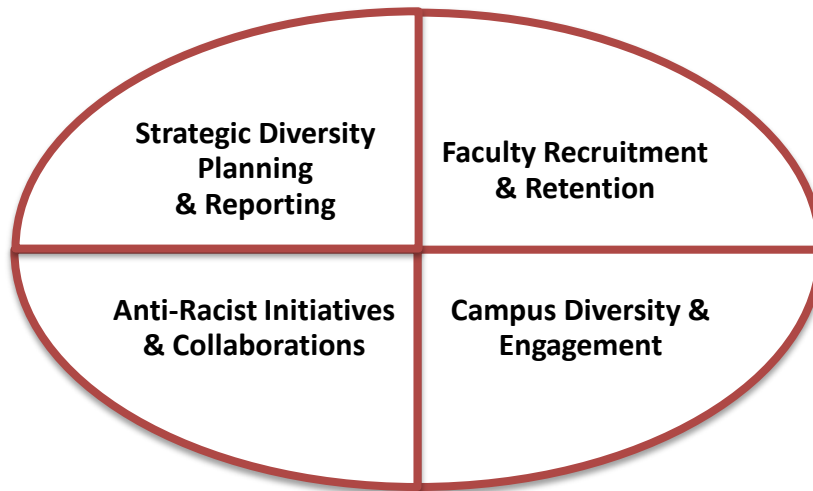 Strategic Diversity
Planning
& Reporting
Faculty Recruitment
& Retention
Anti-Racist Initiatives
& Collaborations
Campus Diversity &
Engagement